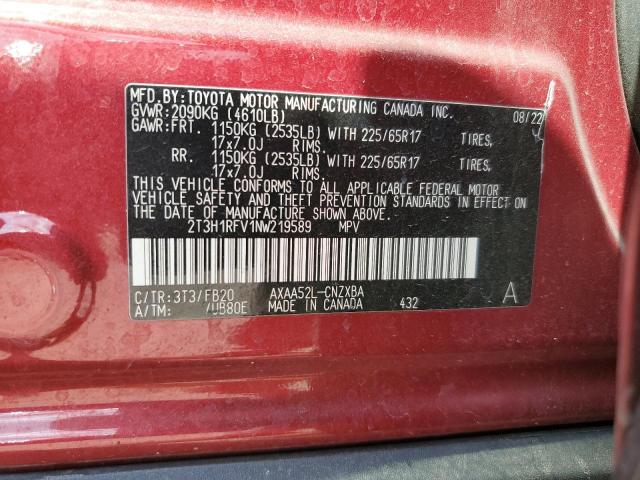 MFD.BY:TOYOTA MOTOR MANUFACTURING CANADA INC. 08/22
GVWR:2090KG (4610LB)
GAWR:FRT. 1150KG (2535LB) WITH 225/65R17 TIRES,
17x7.0J RIMS.
RR. 1150KG (2535LB) WITH 225/65R17 TIRES,
17x7.0J RIMS.
THIS VEHICLE CONFORMS TO ALL APPLICABLE FEDERAL MOTOR
VEHICLE SAFETY AND THEFT PREVENTION STANDARDS IN EFFECT ON
THE DATE OF MANUFACTURE SHOWN ABOVE.
2T3H1RFV1NW219589 MPV
C/TR:3T3/FB20 AXAA52L-CNZXBA A
A/TM: /UB80E MADE IN CANADA 432